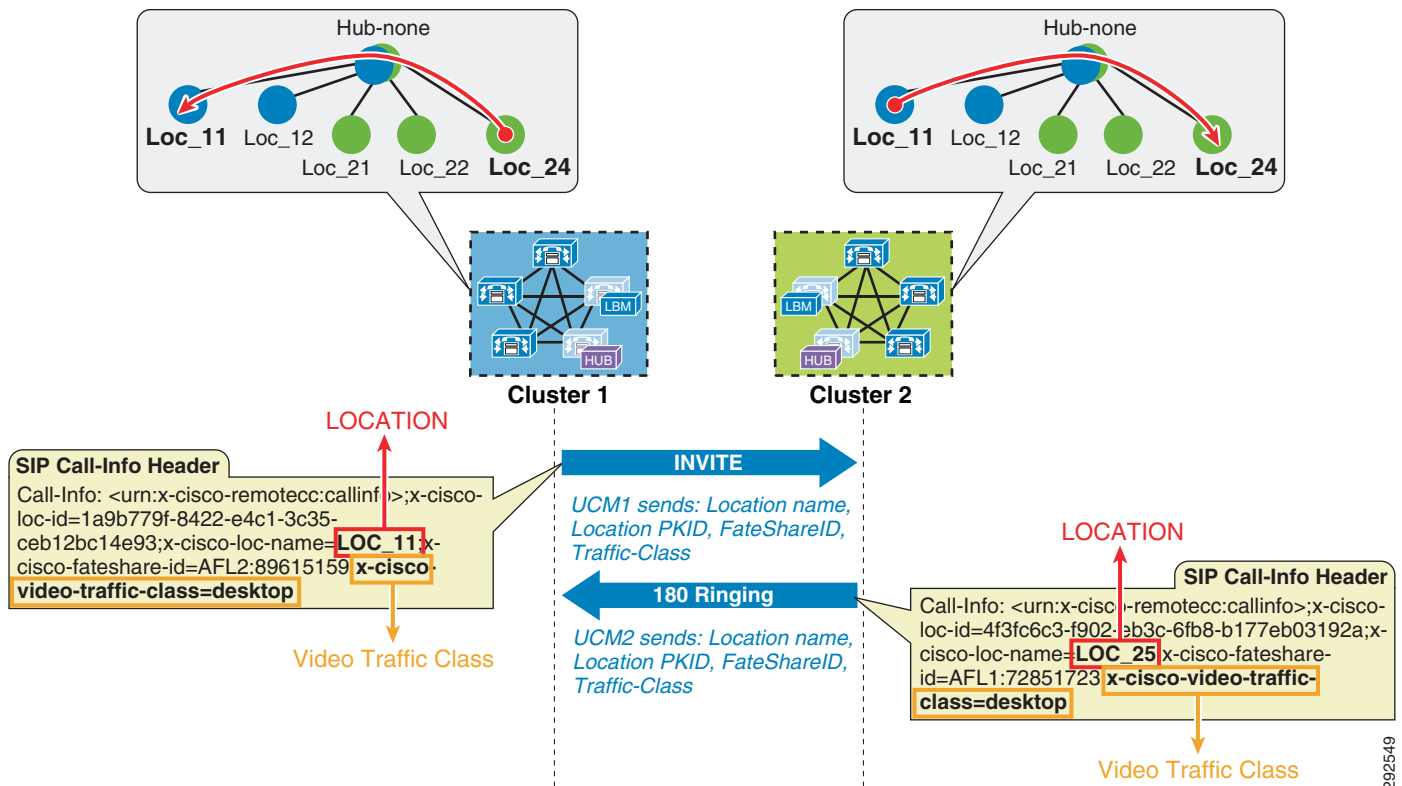 Hub-none
Loc_11
Loc_12
Loc_21
Loc_22
Loc_24
Hub-none
Loc_11
Loc_12
Loc_21
Loc_22
Loc_24
LBM
HUB
Cluster 1
LBM
HUB
Cluster 2
LOCATION
SIP Call-Info Header
Call-Info: <urn:x-cisco-remotecc:callinfo>;x-cisco-
loc-id=1a9b779f-8422-e4c1-3c35-
ceb12bc14e93;x-cisco-loc-name=LOC_11;x-
cisco-fateshare-id=AFL2:89615159 x-cisco-
video-traffic-class=desktop
Video Traffic Class
INVITE
UCM1 sends: Location name,
Location PKID, FateShareID,
Traffic-Class
180 Ringing
UCM2 sends: Location name,
Location PKID, FateShareID,
Traffic-Class
LOCATION
SIP Call-Info Header
Call-Info: <urn:x-cisco-remotecc:callinfo>;x-cisco-
loc-id=4f3fc6c3-f902-eb3c-6fb8-b177eb03192a;x-
cisco-loc-name=LOC_25 x-cisco-fateshare-
id=AFL1:72851723 x-cisco-video-traffic-
class=desktop
Video Traffic Class
292549